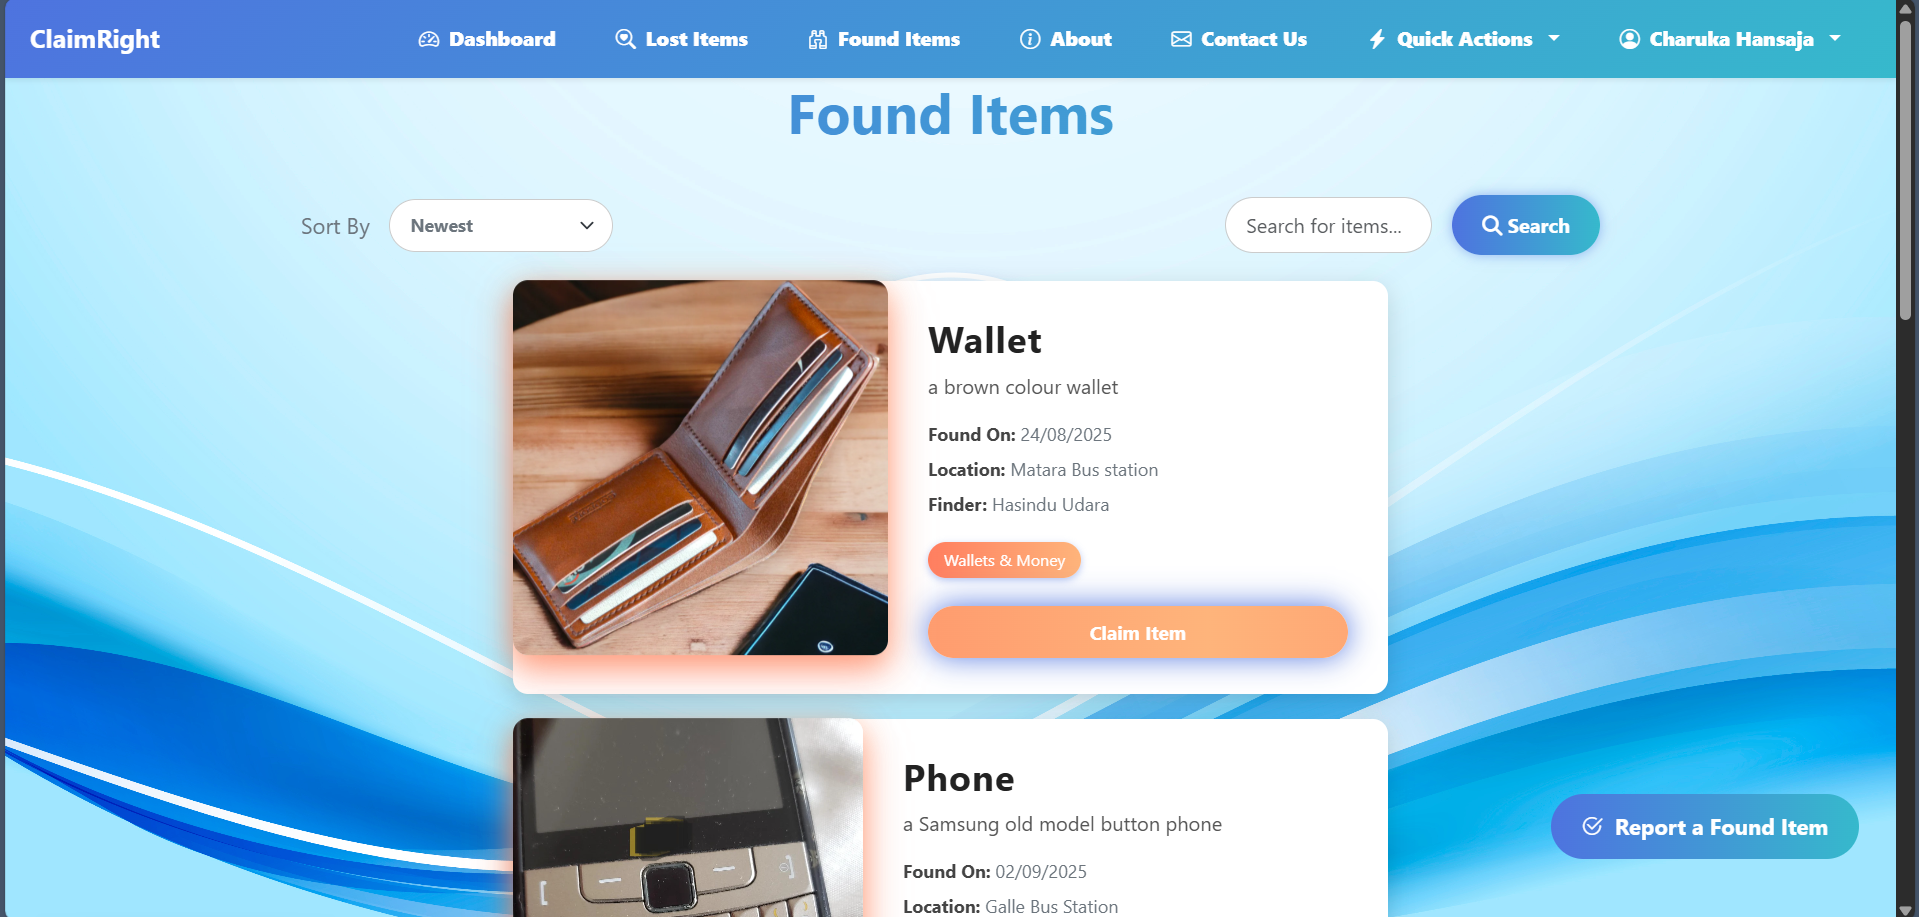 ClaimRight
Dashboard
Lost Items
Found Items
About
Contact Us
Quick Actions
Charuka Hansaja
Found Items
Sort By
Newest
Search for items...
Search
Wallet
a brown colour wallet
Found On: 24/08/2025
Location: Matara Bus station
Finder: Hasindu Udara
Wallets & Money
Claim Item
Phone
a Samsung old model button phone
Found On: 02/09/2025
Location: Galle Bus Station
Report a Found Item